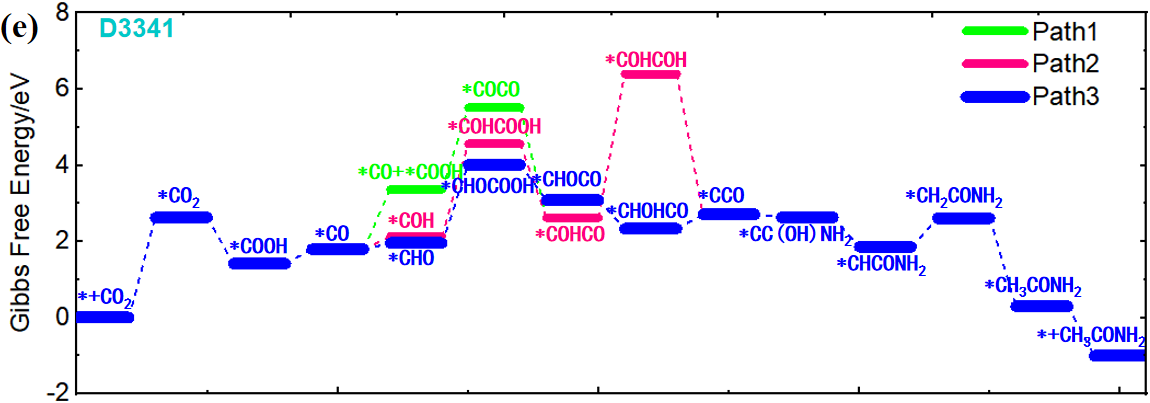 (e)
D3341
Gibbs Free Energy/eV
8
6
4
2
0
-2
Path1
Path2
Path3
*+CO₂
*CO₂
*COOH
*CO
*CO+*COOH
*COH
*CHO
*COCO
*COHCOOH
*CHOCOOH
*CHOCO
*COHCO
*COHCOH
*CHOHCO
*CCO
*CC(OH)NH₂
*CHCONH₂
*CH₂CONH₂
*CH₃CONH₂
*+CH₃CONH₂